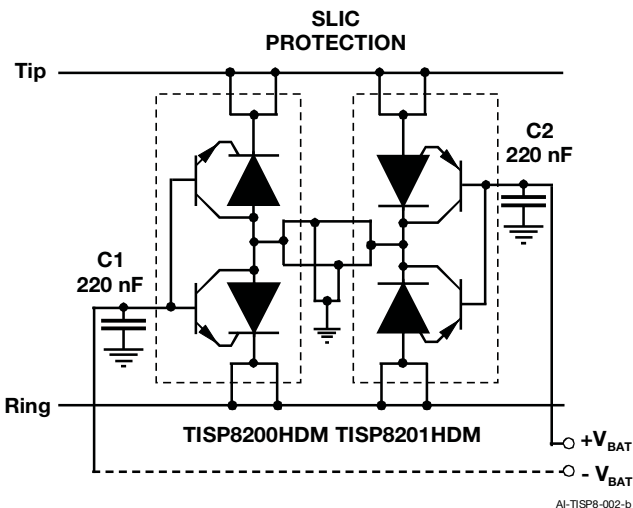 SLIC
PROTECTION
Tip
C2
220 nF
C1
220 nF
Ring
TISP8200HDM TISP8201HDM
+VBAT
- VBAT
AI-TISP8-002-b